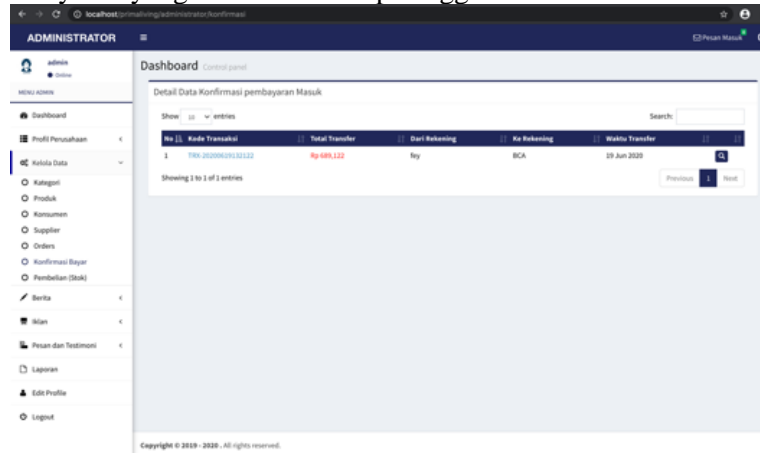 localhost/primaliving/administrator/konfirmasi
ADMINISTRATOR
Pesan Masuk
admin
Online
MENU ADMIN
Dashboard
Profil Perusahaan
Kelola Data
Kategori
Produk
Konsumen
Supplier
Orders
Konfirmasi Bayar
Pembelian (Stok)
Berita
Iklan
Pesan dan Testimoni
Laporan
Edit Profile
Logout
Dashboard Control panel
Detail Data Konfirmasi pembayaran Masuk
Show 10 entries
Search:
No Kode Transaksi Total Transfer Dari Rekening Ke Rekening Waktu Transfer
1 TRX-20200619132122 Rp 689,122 fey BCA 19 Jun 2020
Showing 1 to 1 of 1 entries
Previous 1 Next
Copyright © 2019 - 2020 . All rights reserved.